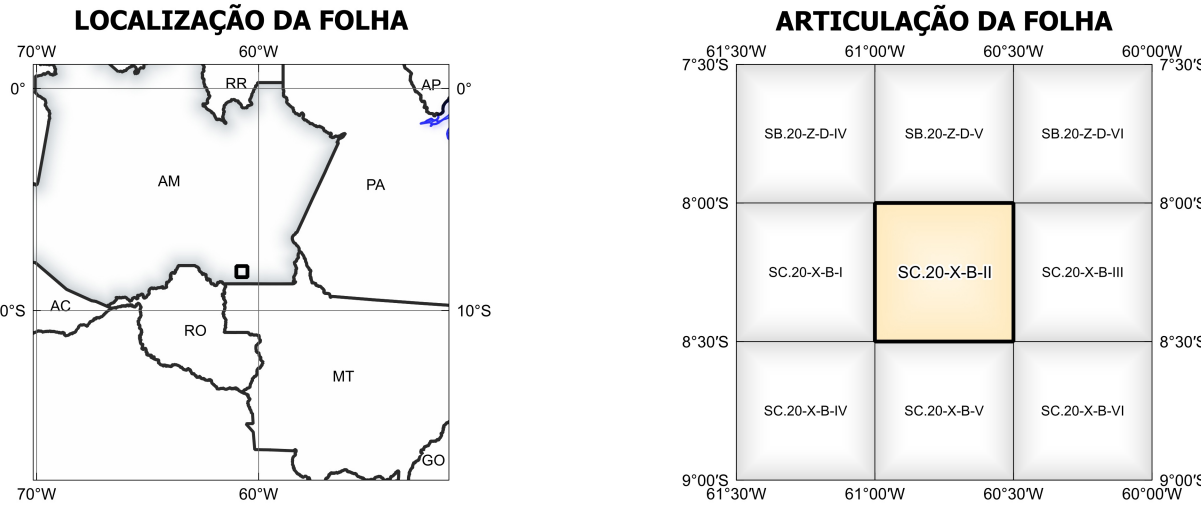 LOCALIZAÇÃO DA FOLHA
70°W 60°W
RR AP
0° 0°
AM
PA
AC
0°S 10°S
RO
MT
GO
70°W 60°W
ARTICULAÇÃO DA FOLHA
61°30'W 61°00'W 60°30'W 60°00'W
7°30'S 7°30'S
SB.20-Z-D-IV SB.20-Z-D-V SB.20-Z-D-VI
8°00'S 8°00'S
SC.20-X-B-I SC.20-X-B-II SC.20-X-B-III
8°30'S 8°30'S
SC.20-X-B-IV SC.20-X-B-V SC.20-X-B-VI
9°00'S 9°00'S
61°30'W 61°00'W 60°30'W 60°00'W